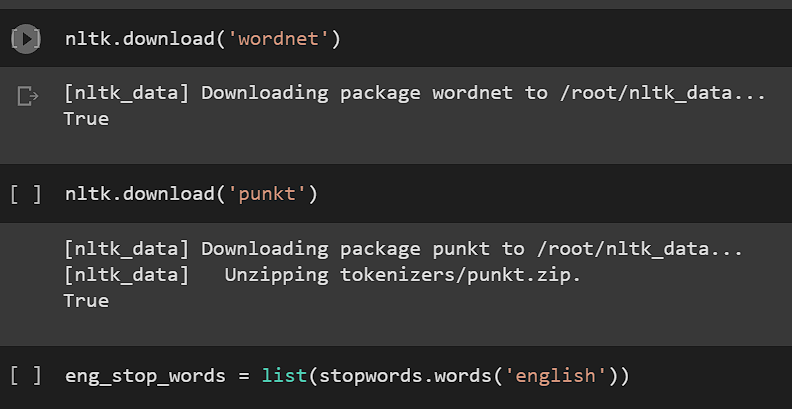 [ ] nltk.download('wordnet')
[nltk_data] Downloading package wordnet to /root/nltk_data...
True
[ ] nltk.download('punkt')
[nltk_data] Downloading package punkt to /root/nltk_data...
[nltk_data]   Unzipping tokenizers/punkt.zip.
True
[ ] eng_stop_words = list(stopwords.words('english'))